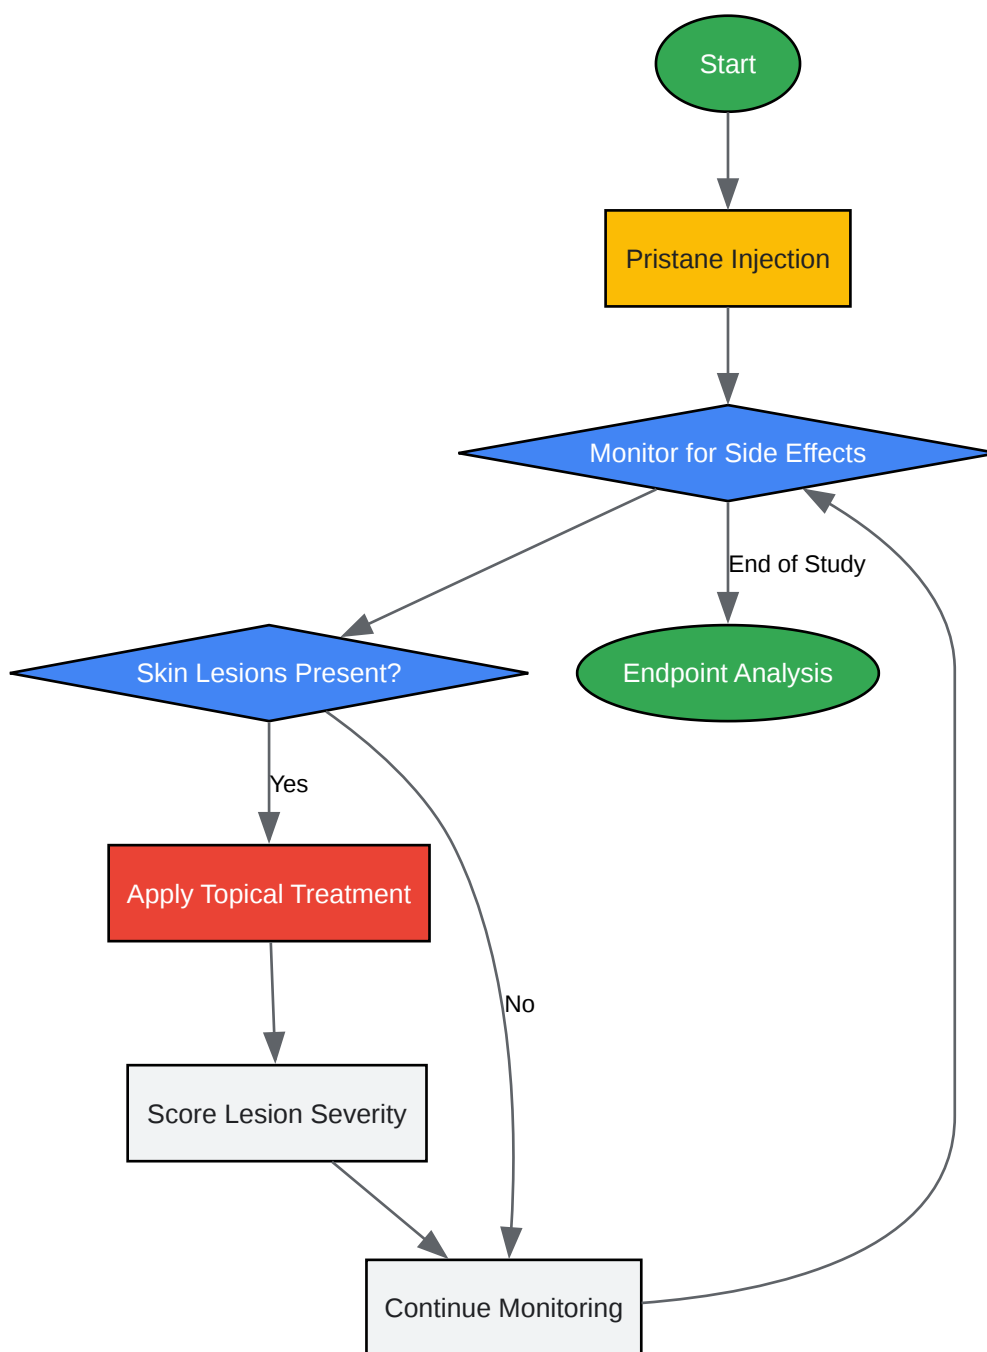 Start
Pristane Injection
Monitor for Side Effects
End of Study
Skin Lesions Present?
Endpoint Analysis
Yes
Apply Topical Treatment
No
Score Lesion Severity
Continue Monitoring